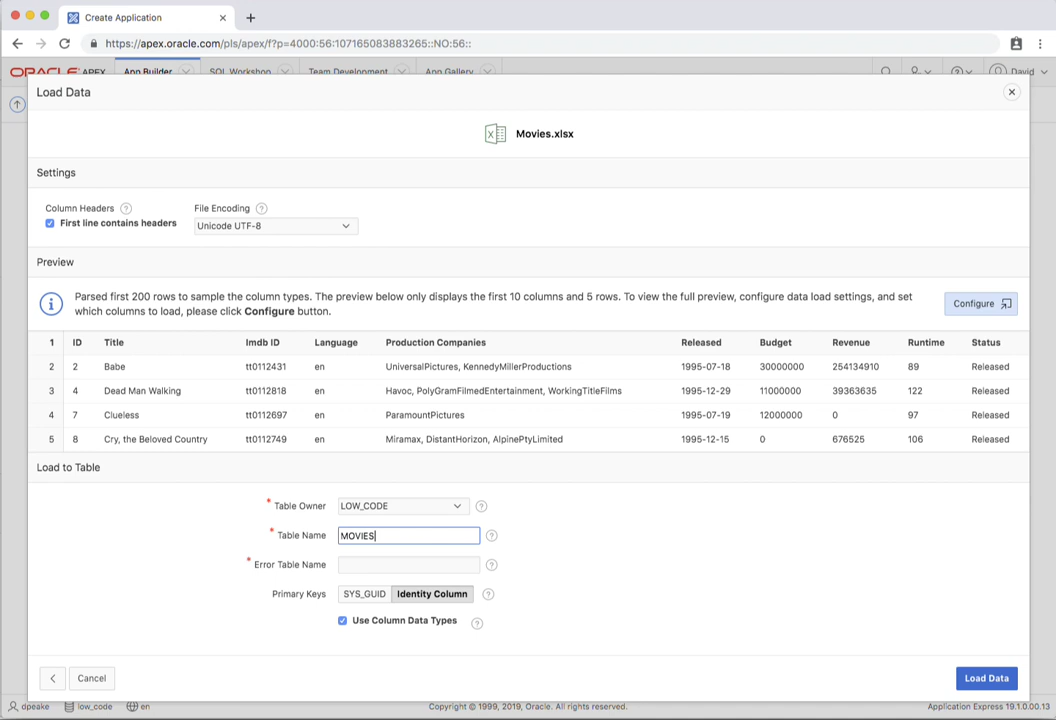 Create Application
https://apex.oracle.com/pls/apex/f?p=4000:56:107165083883265::NO:56::
ORACLE APEX App Builder SQL Workshop Team Development App Gallery David
Load Data
Movies.xlsx
Settings
Column Headers ? File Encoding ?
First line contains headers Unicode UTF-8
Preview
Parsed first 200 rows to sample the column types. The preview below only displays the first 10 columns and 5 rows. To view the full preview, configure data load settings, and set
which columns to load, please click Configure button.
Configure
1 ID Title Imdb ID Language Production Companies Released Budget Revenue Runtime Status
2 2 Babe tt0112431 en UniversalPictures, KennedyMillerProductions 1995-07-18 30000000 254134910 89 Released
3 4 Dead Man Walking tt0112818 en Havoc, PolyGramFilmedEntertainment, WorkingTitleFilms 1995-12-29 11000000 39363635 122 Released
4 7 Clueless tt0112697 en ParamountPictures 1995-07-19 12000000 0 97 Released
5 8 Cry, the Beloved Country tt0112749 en Miramax, DistantHorizon, AlpinePtyLimited 1995-12-15 0 676525 106 Released
Load to Table
* Table Owner LOW_CODE ?
* Table Name MOVIES ?
* Error Table Name ?
Primary Keys SYS_GUID Identity Column ?
Use Column Data Types ?
Cancel Load Data
dpeake low_code en Copyright © 1999, 2019, Oracle. All rights reserved. Application Express 19.1.0.00.13